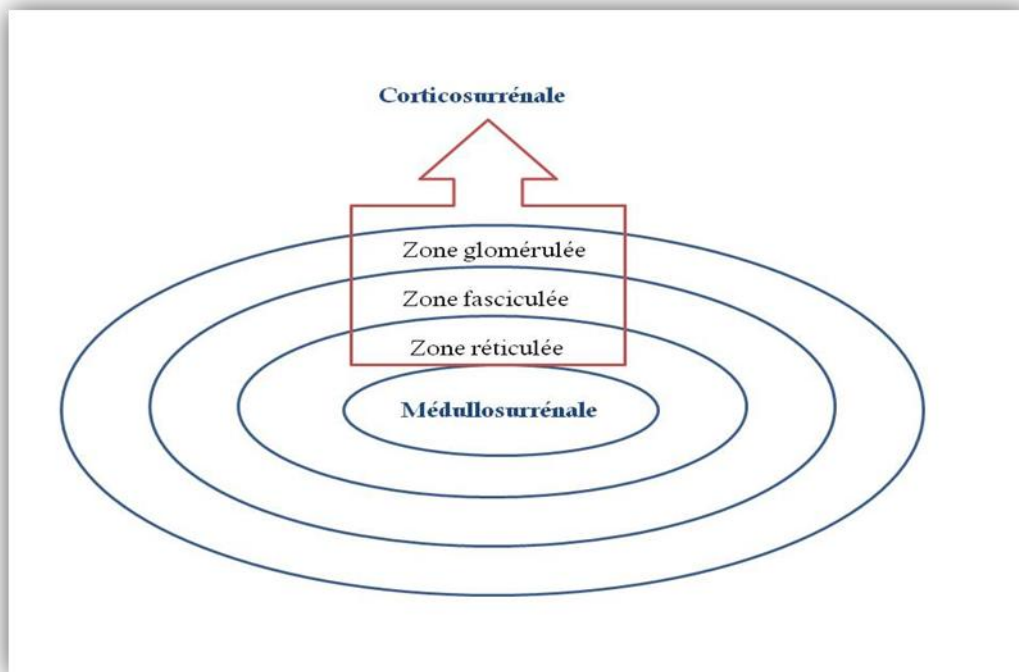 Corticosurrénale
Zone glomérulée
Zone fasciculée
Zone réticulée
Médullosurrénale